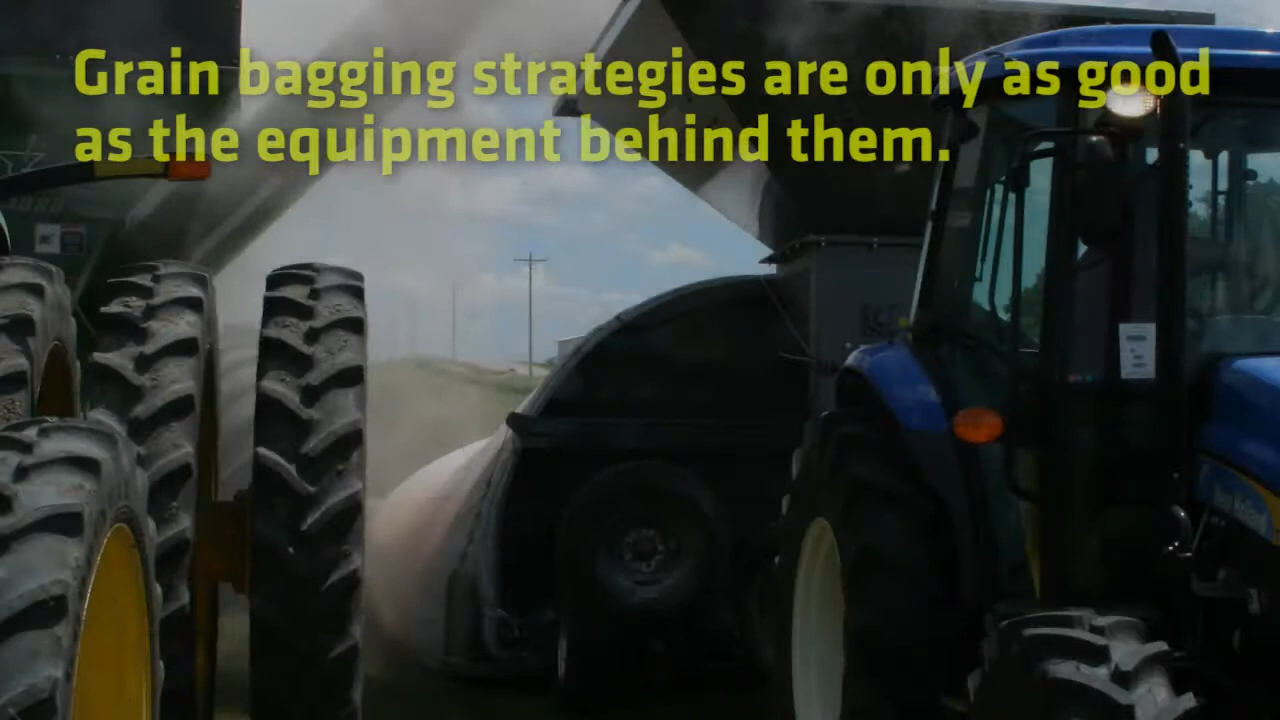 Grain bagging strategies are only as good
as the equipment behind them.